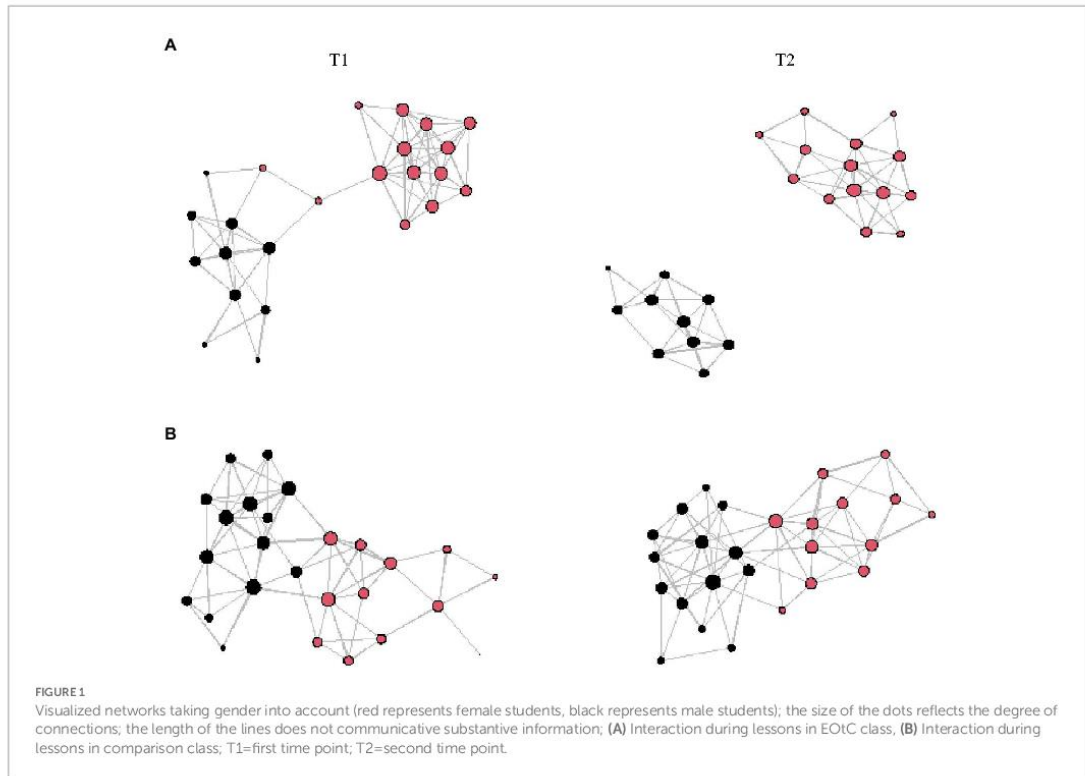 A
T1
T2
B
FIGURE 1
Visualized networks taking gender into account (red represents female students, black represents male students); the size of the dots reflects the degree of
connections; the length of the lines does not communicative substantive information; (A) Interaction during lessons in EOtC class, (B) Interaction during
lessons in comparison class; T1=first time point; T2=second time point.